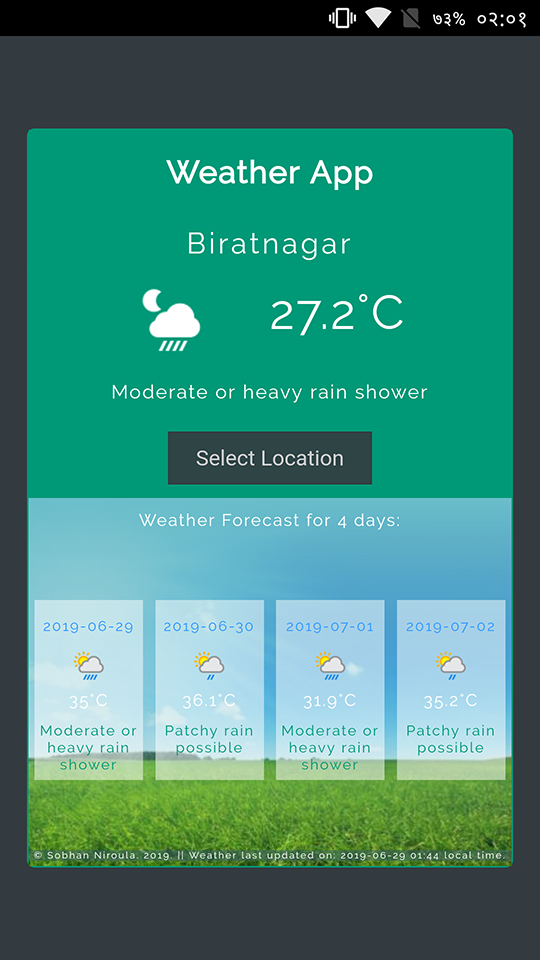 ७३% ०२:०१
Weather App
Biratnagar
27.2°C
Moderate or heavy rain shower
Select Location
Weather Forecast for 4 days:
2019-06-29 2019-06-30 2019-07-01 2019-07-02
35°C 36.1°C 31.9°C 35.2°C
Moderate or Patchy rain Moderate or Patchy rain
heavy rain possible heavy rain possible
shower shower
© Sobhan Niroula. 2019. || Weather last updated on: 2019-06-29 01:44 local time.